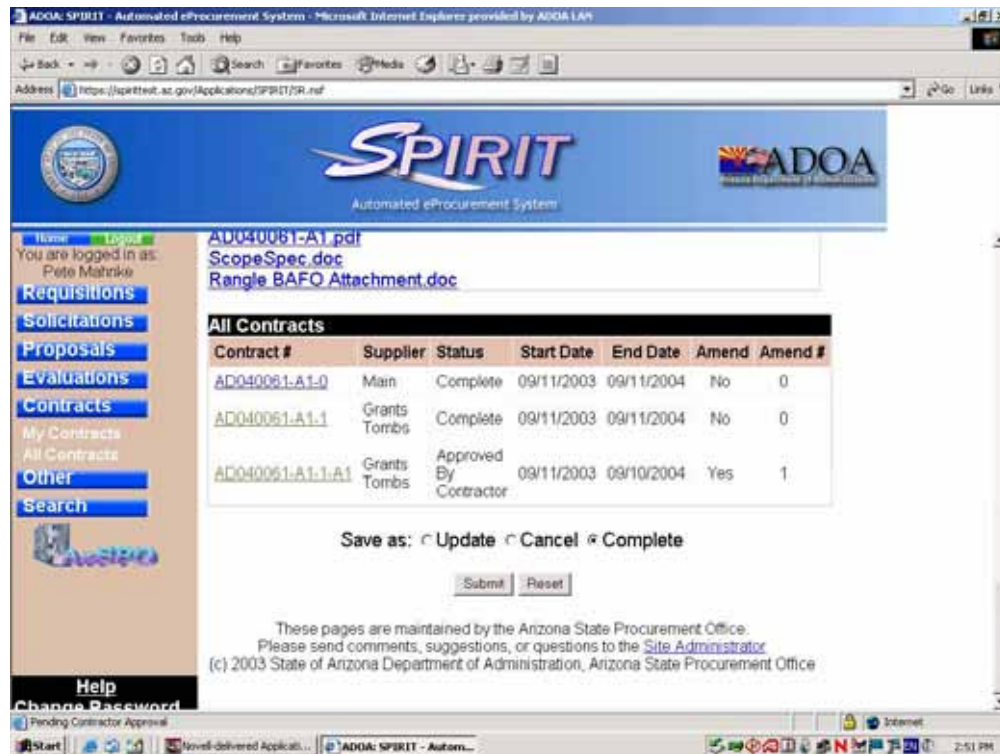 ADOA: SPIRIT - Automated eProcurement System - Microsoft Internet Explorer provided by ADOA LAN
File Edit View Favorites Tools Help
Back Search Favorites Media
Address https://spirittest.az.gov/Applications/SPIRIT/SR.nsf Go Links
SPIRIT
Automated eProcurement System
ADOA
Home Logout
You are logged in as:
Pete Mahnke
Requisitions
Solicitations
Proposals
Evaluations
Contracts
My Contracts
All Contracts
Other
Search
Help
Change Password
AD040061-A1.pdf
ScopeSpec.doc
Rangle BAFO Attachment.doc
All Contracts
Contract # Supplier Status Start Date End Date Amend Amend #
AD040061-A1-0 Main Complete 09/11/2003 09/11/2004 No 0
AD040061-A1-1 Grants Tombs Complete 09/11/2003 09/11/2004 No 0
AD040061-A1-1-A1 Grants Tombs Approved By Contractor 09/11/2003 09/10/2004 Yes 1
Save as: Update Cancel Complete
Submit Reset
These pages are maintained by the Arizona State Procurement Office.
Please send comments, suggestions, or questions to the Site Administrator
(c) 2003 State of Arizona Department of Administration, Arizona State Procurement Office
Pending Contractor Approval Internet
Start Novell-delivered Applicati... ADOA: SPIRIT - Autom... 2:51 PM